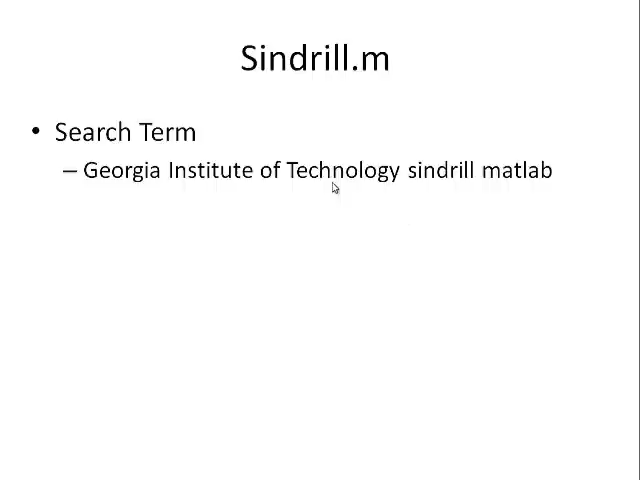 Sindrill.m
• Search Term
– Georgia Institute of Technology sindrill matlab